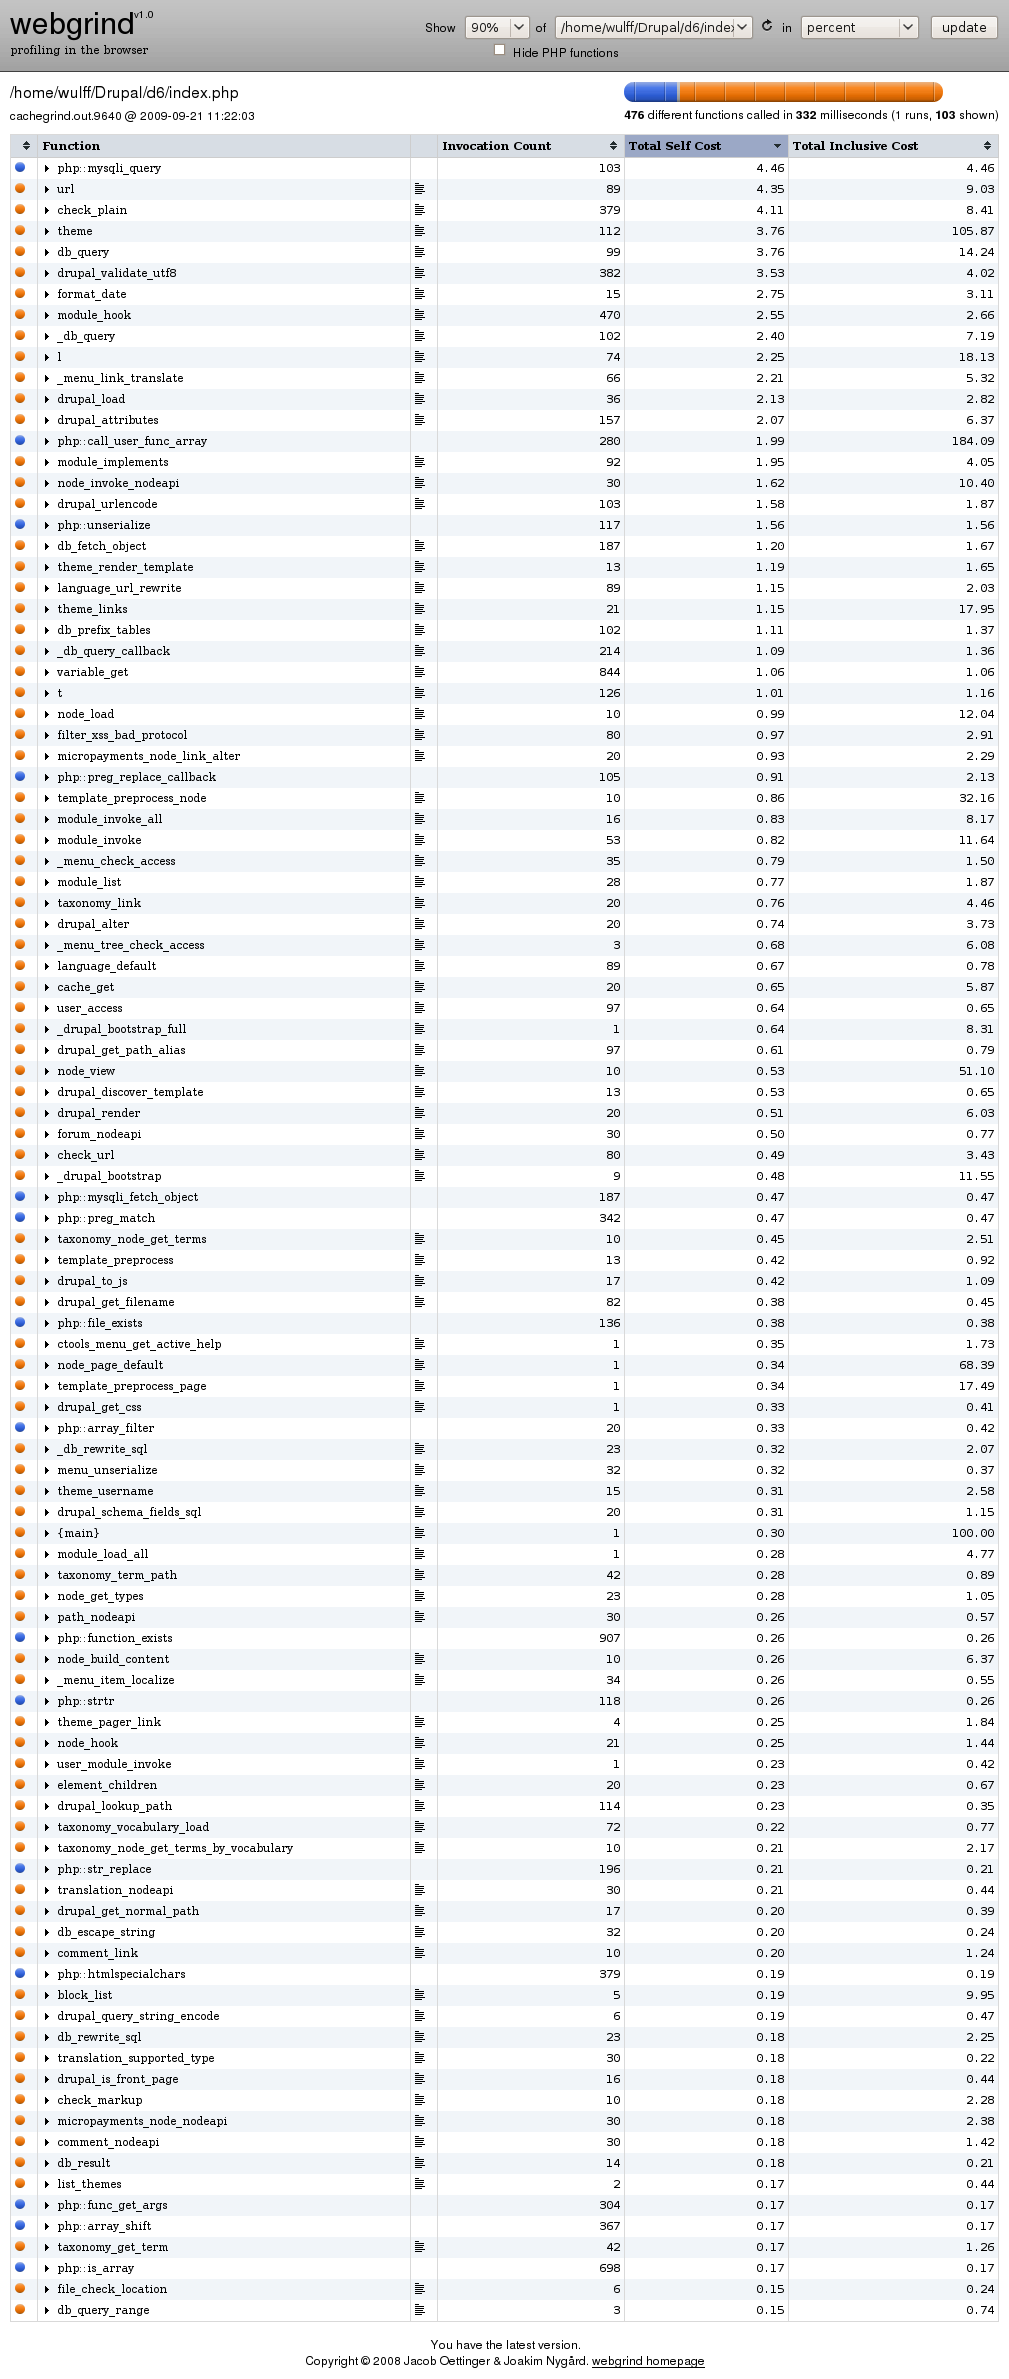 webgrind v1.0
profiling in the browser
Show 90% of /home/wulff/Drupal/d6/index in percent update
Hide PHP functions
/home/wulff/Drupal/d6/index.php
cachegrind.out.9640 @ 2009-09-21 11:22:03
476 different functions called in 332 milliseconds (1 runs, 103 shown)
Function Invocation Count Total Self Cost Total Inclusive Cost
php::mysqli_query 103 4.46 4.46
url 89 4.35 9.03
check_plain 379 4.11 8.41
theme 112 3.76 105.87
db_query 99 3.76 14.24
drupal_validate_utf8 382 3.53 4.02
format_date 15 2.75 3.11
module_hook 470 2.55 2.66
_db_query 102 2.40 7.19
l 74 2.25 18.13
_menu_link_translate 66 2.21 5.32
drupal_load 36 2.13 2.82
drupal_attributes 157 2.07 6.37
php::call_user_func_array 280 1.99 184.09
module_implements 92 1.95 4.05
node_invoke_nodeapi 30 1.62 10.40
drupal_urlencode 103 1.58 1.87
php::unserialize 117 1.56 1.56
db_fetch_object 187 1.20 1.67
theme_render_template 13 1.19 1.65
language_url_rewrite 89 1.15 2.03
theme_links 21 1.15 17.95
db_prefix_tables 102 1.11 1.37
_db_query_callback 214 1.09 1.36
variable_get 844 1.06 1.06
t 126 1.01 1.16
node_load 10 0.99 12.04
filter_xss_bad_protocol 80 0.97 2.91
micropayments_node_link_alter 20 0.93 2.29
php::preg_replace_callback 105 0.91 2.13
template_preprocess_node 10 0.86 32.16
module_invoke_all 16 0.83 8.17
module_invoke 53 0.82 11.64
_menu_check_access 35 0.79 1.50
module_list 28 0.77 1.87
taxonomy_link 20 0.76 4.46
drupal_alter 20 0.74 3.73
_menu_tree_check_access 3 0.68 6.08
language_default 89 0.67 0.78
cache_get 20 0.65 5.87
user_access 97 0.64 0.65
_drupal_bootstrap_full 1 0.64 8.31
drupal_get_path_alias 97 0.61 0.79
node_view 10 0.53 51.10
drupal_discover_template 13 0.53 0.65
drupal_render 20 0.51 6.03
forum_nodeapi 30 0.50 0.77
check_url 80 0.49 3.43
_drupal_bootstrap 9 0.48 11.55
php::mysqli_fetch_object 187 0.47 0.47
php::preg_match 342 0.47 0.47
taxonomy_node_get_terms 10 0.45 2.51
template_preprocess 13 0.42 0.92
drupal_to_js 17 0.42 1.09
drupal_get_filename 82 0.38 0.45
php::file_exists 136 0.38 0.38
ctools_menu_get_active_help 1 0.35 1.73
node_page_default 1 0.34 68.39
template_preprocess_page 1 0.34 17.49
drupal_get_css 1 0.33 0.41
php::array_filter 20 0.33 0.42
_db_rewrite_sql 23 0.32 2.07
menu_unserialize 32 0.32 0.37
theme_username 15 0.31 2.58
drupal_schema_fields_sql 20 0.31 1.15
{main} 1 0.30 100.00
module_load_all 1 0.28 4.77
taxonomy_term_path 42 0.28 0.89
node_get_types 23 0.28 1.05
path_nodeapi 30 0.26 0.57
php::function_exists 907 0.26 0.26
node_build_content 10 0.26 6.37
_menu_item_localize 34 0.26 0.55
php::strtr 118 0.26 0.26
theme_pager_link 4 0.25 1.84
node_hook 21 0.25 1.44
user_module_invoke 1 0.23 0.42
element_children 20 0.23 0.67
drupal_lookup_path 114 0.23 0.35
taxonomy_vocabulary_load 72 0.22 0.77
taxonomy_node_get_terms_by_vocabulary 10 0.21 2.17
php::str_replace 196 0.21 0.21
translation_nodeapi 30 0.21 0.44
drupal_get_normal_path 17 0.20 0.39
db_escape_string 32 0.20 0.24
comment_link 10 0.20 1.24
php::htmlspecialchars 379 0.19 0.19
block_list 5 0.19 9.95
drupal_query_string_encode 6 0.19 0.47
db_rewrite_sql 23 0.18 2.25
translation_supported_type 30 0.18 0.22
drupal_is_front_page 16 0.18 0.44
check_markup 10 0.18 2.28
micropayments_node_nodeapi 30 0.18 2.38
comment_nodeapi 30 0.18 1.42
db_result 14 0.18 0.21
list_themes 2 0.17 0.44
php::func_get_args 304 0.17 0.17
php::array_shift 367 0.17 0.17
taxonomy_get_term 42 0.17 1.26
php::is_array 698 0.17 0.17
file_check_location 6 0.15 0.24
db_query_range 3 0.15 0.74
You have the latest version.
Copyright © 2008 Jacob Oettinger & Joakim Nygård. webgrind homepage